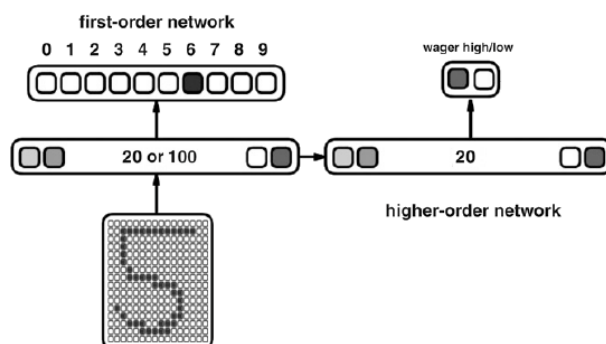 first-order network
0 1 2 3 4 5 6 7 8 9
wager high/low
20 or 100
20
higher-order network